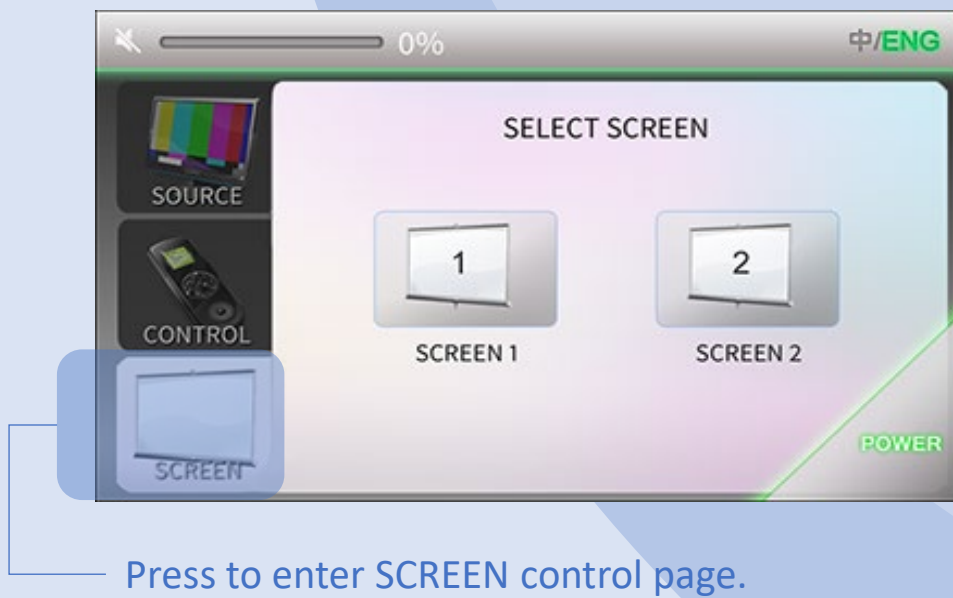 0%
中/ENG
SOURCE
CONTROL
SCREEN
SELECT SCREEN
1
2
SCREEN 1
SCREEN 2
POWER
Press to enter SCREEN control page.